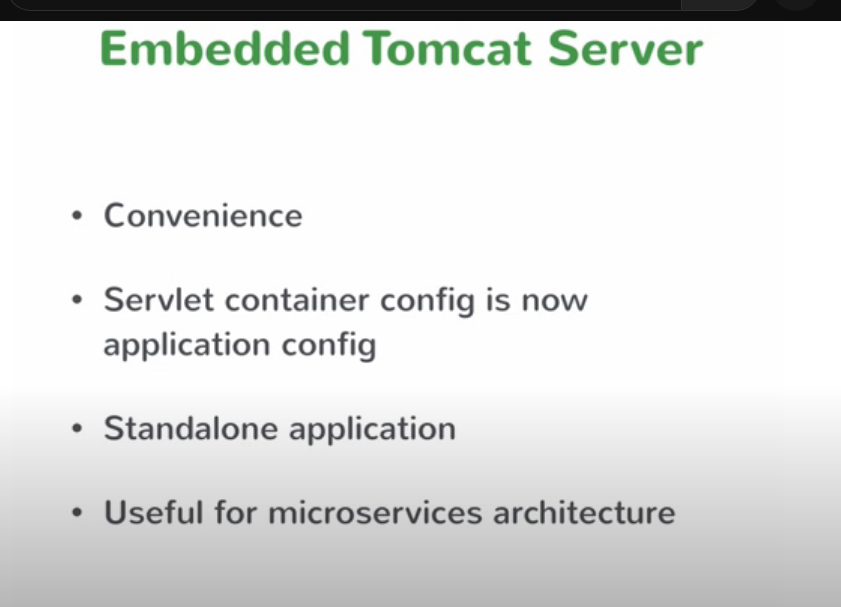 Embedded Tomcat Server
• Convenience
• Servlet container config is now
application config
• Standalone application
• Useful for microservices architecture